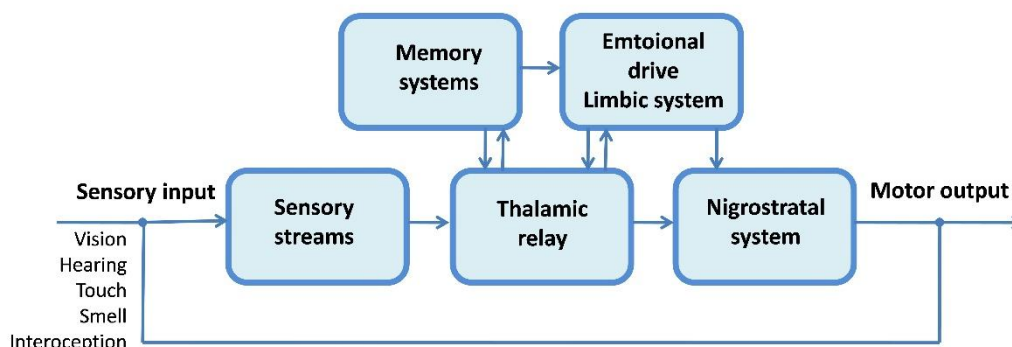 Memory
systems
Emtoional
drive
Limbic system
Sensory input
Sensory
streams
Thalamic
relay
Nigrostratal
system
Motor output
Vision
Hearing
Touch
Smell
Interoception